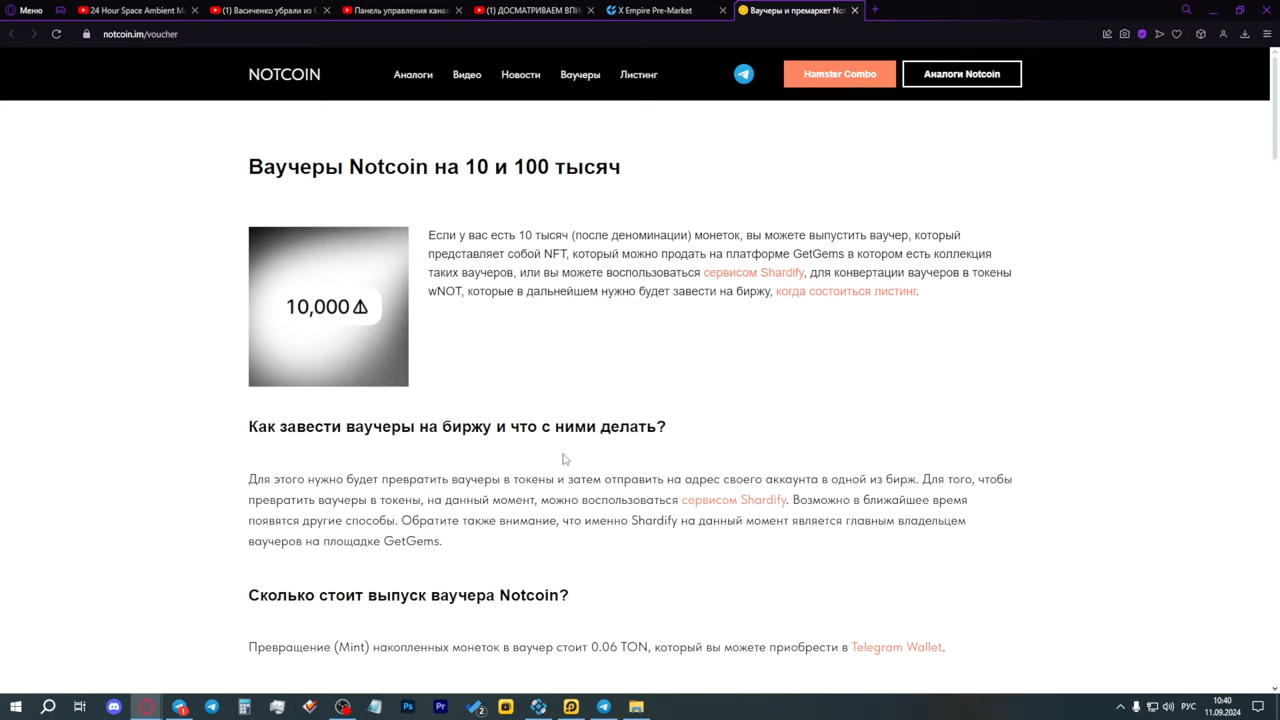 Меню
24 Hour Space Ambient M
(1) Васиченко убрали из С
Панель управления кана
(1) ДОСМАТРИВАЕМ ВПИ
X Empire Pre-Market
Ваучеры и премаркет Not
notcoin.im/voucher
NOTCOIN
Аналоги
Видео
Новости
Ваучеры
Листинг
Hamster Combo
Аналоги Notcoin
Ваучеры Notcoin на 10 и 100 тысяч
10,000
Если у вас есть 10 тысяч (после деноминации) монеток, вы можете выпустить ваучер, который
представляет собой NFT, который можно продать на платформе GetGems в котором есть коллекция
таких ваучеров, или вы можете воспользоваться сервисом Shardify, для конвертации ваучеров в токены
wNOT, которые в дальнейшем нужно будет завести на биржу, когда состоиться листинг.
Как завести ваучеры на биржу и что с ними делать?
Для этого нужно будет превратить ваучеры в токены и затем отправить на адрес своего аккаунта в одной из бирж. Для того, чтобы
превратить ваучеры в токены, на данный момент, можно воспользоваться сервисом Shardify. Возможно в ближайшее время
появятся другие способы. Обратите также внимание, что именно Shardify на данный момент является главным владельцем
ваучеров на площадке GetGems.
Сколько стоит выпуск ваучера Notcoin?
Превращение (Mint) накопленных монеток в ваучер стоит 0.06 TON, который вы можете приобрести в Telegram Wallet.
1
Ps
Pr
2
РУС
10:40
11.09.2024